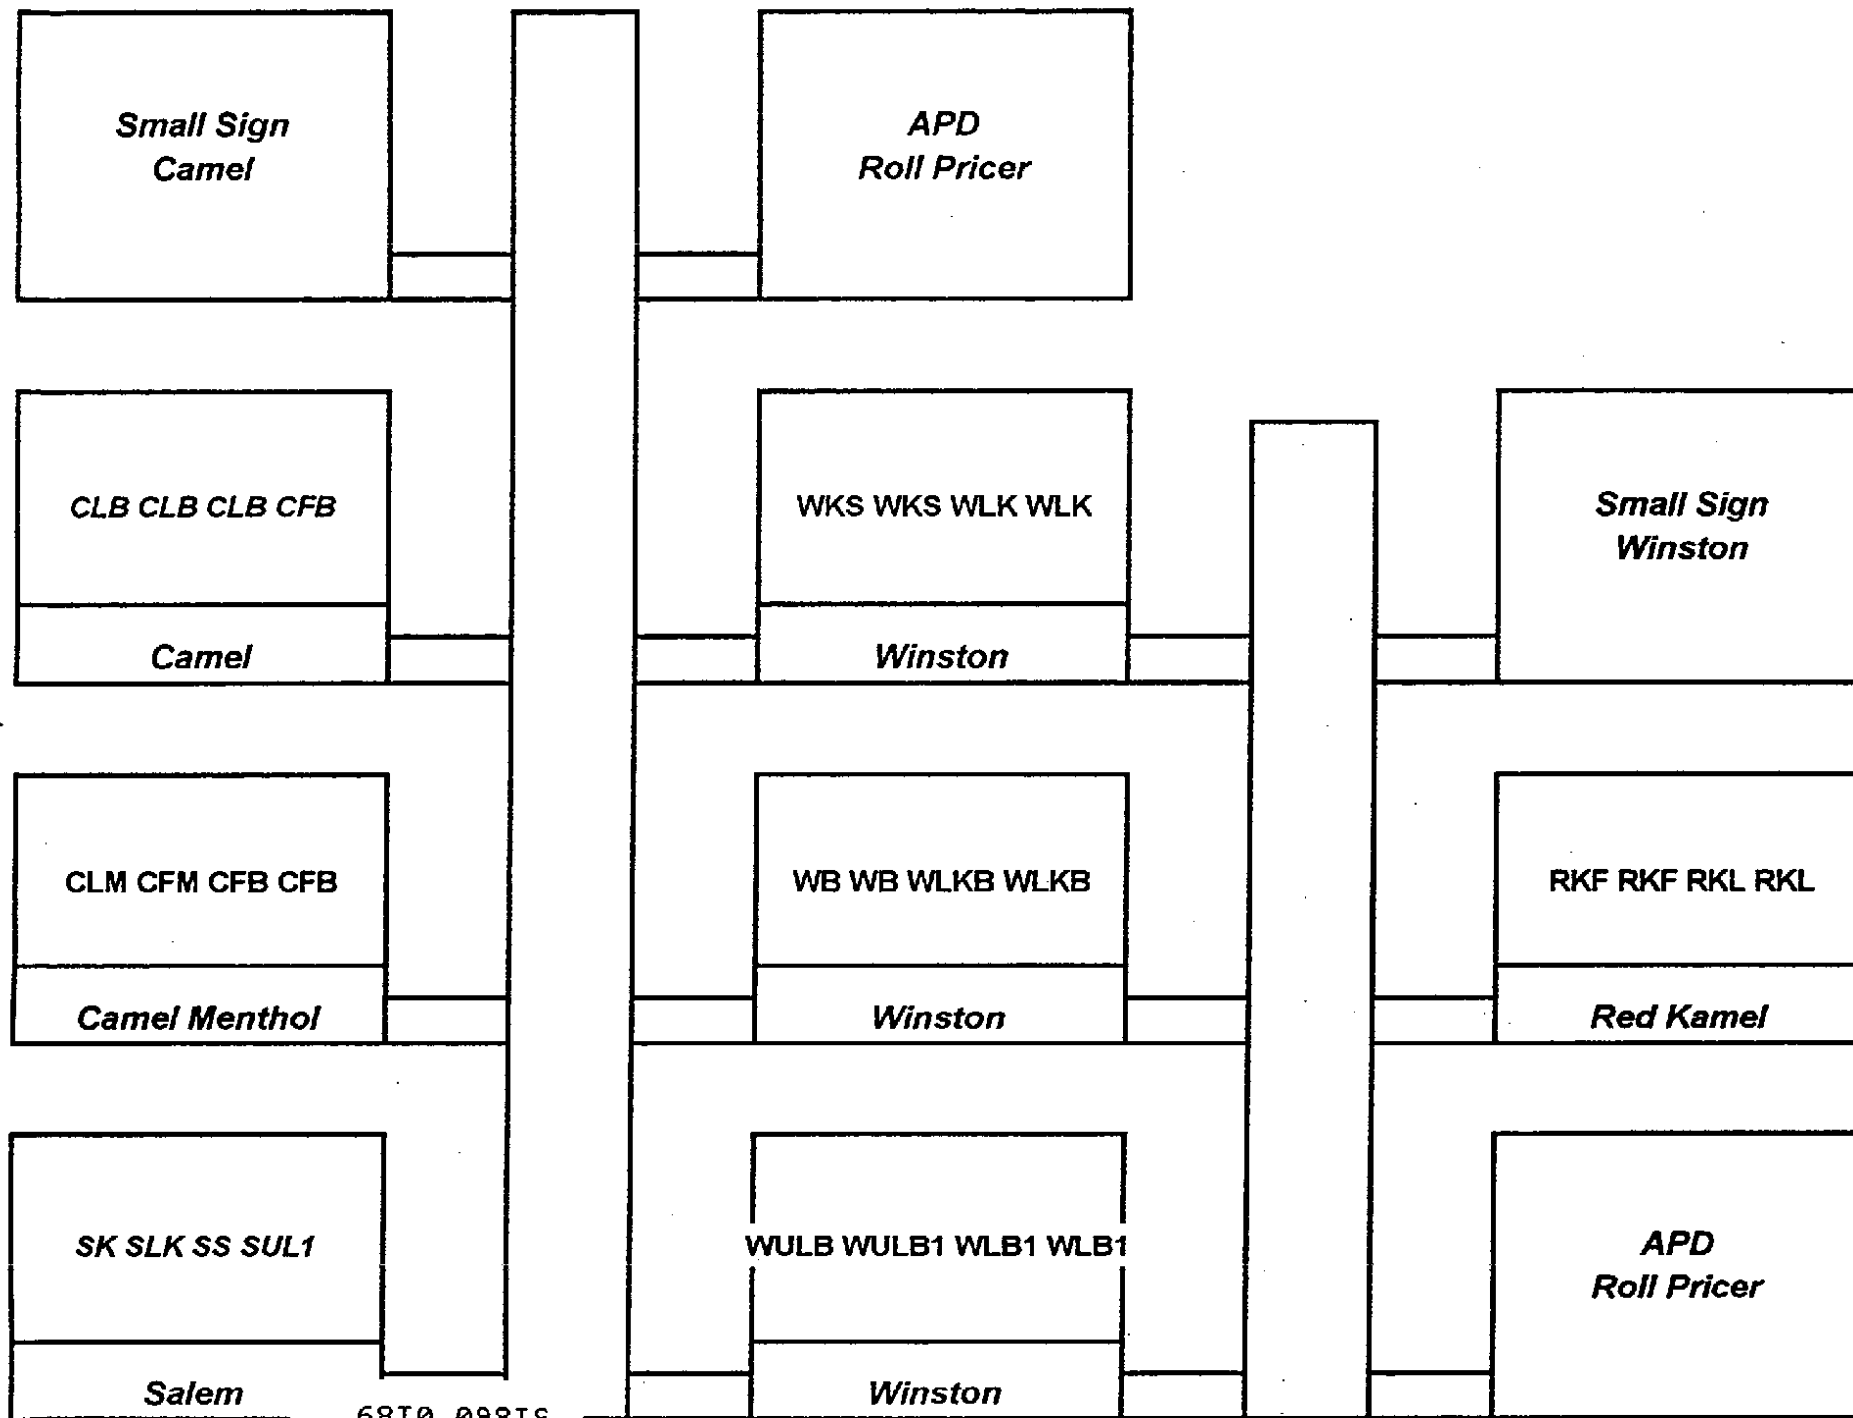 Small Sign
Camel
APD
Roll Pricer
CLB CLB CLB CFB
Camel
WKS WKS WLK WLK
Winston
Small Sign
Winston
CLM CFM CFB CFB
Camel Menthol
WB WB WLKB WLKB
Winston
RKF RKF RKL RKL
Red Kamel
SK SLK SS SUL1
Salem
WULB WULB1 WLB1 WLB1
Winston
APD
Roll Pricer